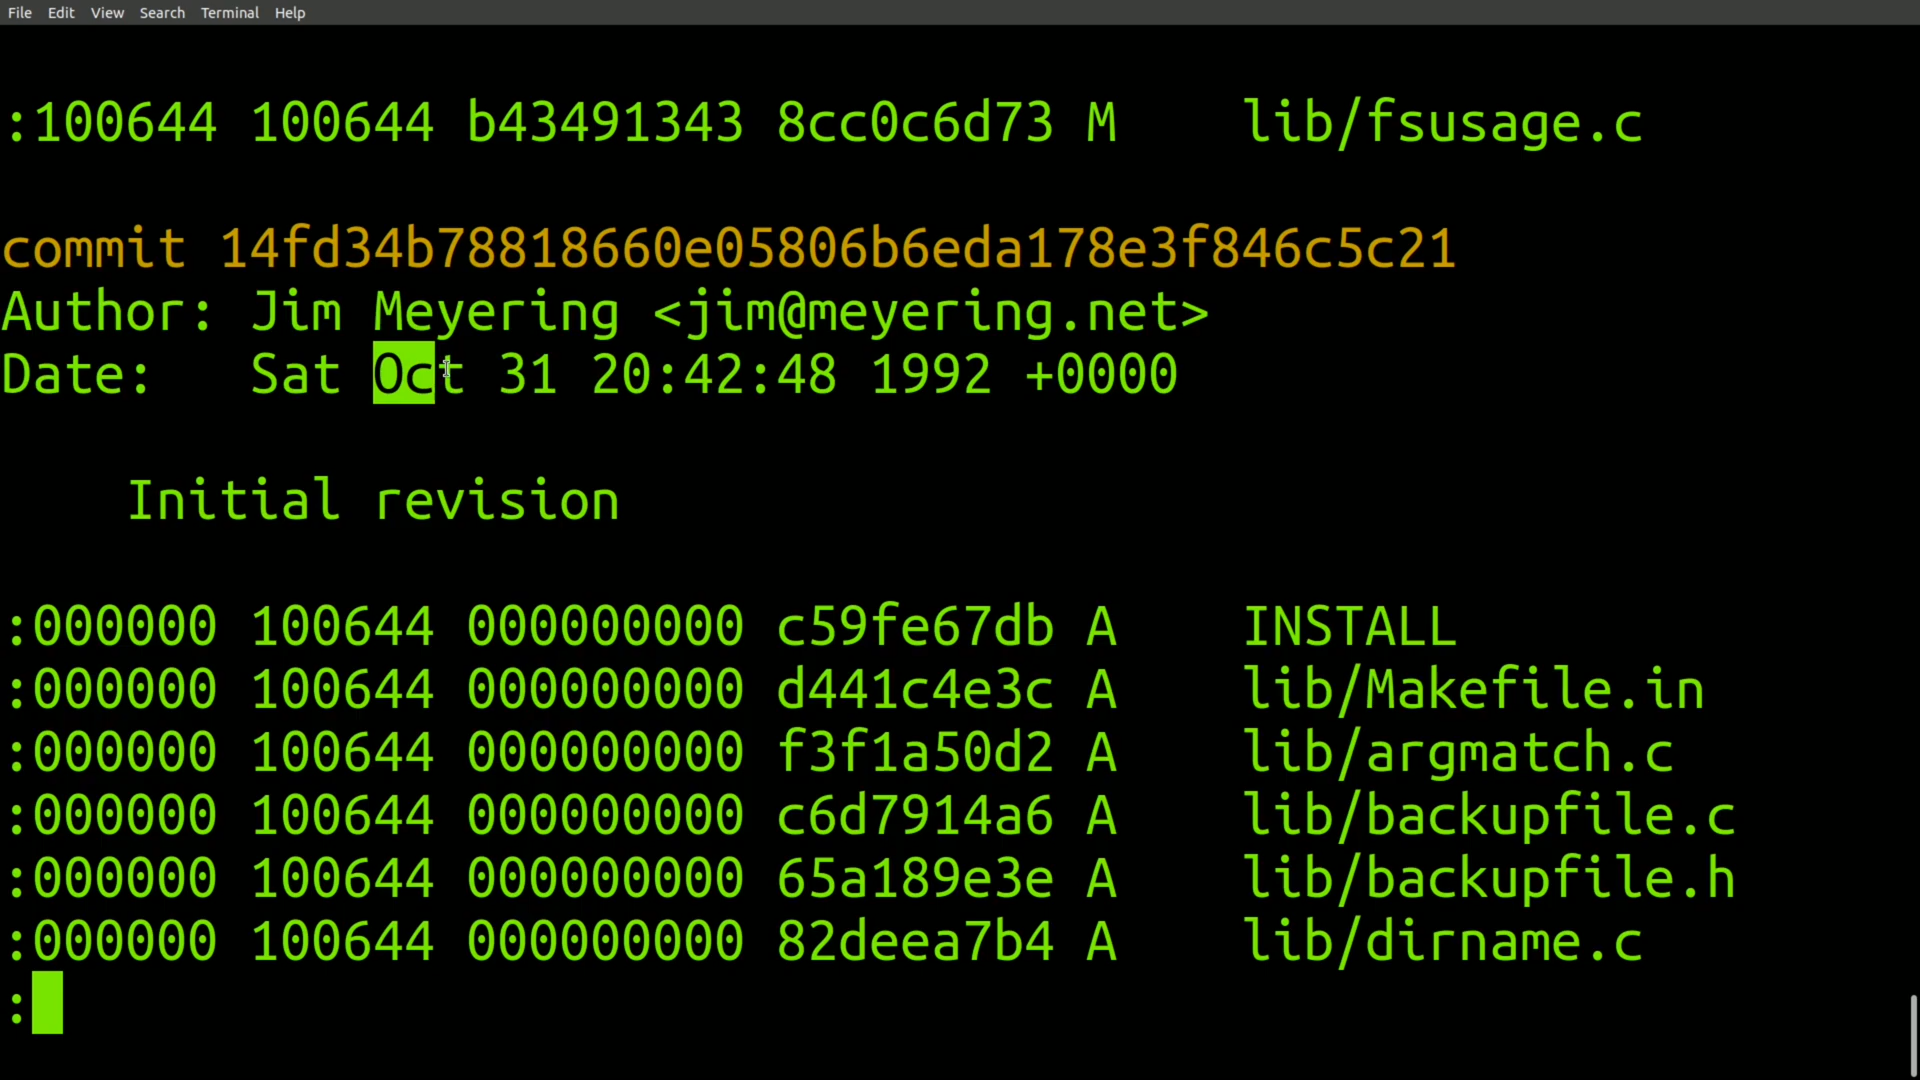 File Edit View Search Terminal Help
:100644 100644 b43491343 8cc0c6d73 M lib/fsusage.c
commit 14fd34b78818660e05806b6eda178e3f846c5c21
Author: Jim Meyering <jim@meyering.net>
Date: Sat Oct 31 20:42:48 1992 +0000
Initial revision
:000000 100644 000000000 c59fe67db A INSTALL
:000000 100644 000000000 d441c4e3c A lib/Makefile.in
:000000 100644 000000000 f3f1a50d2 A lib/argmatch.c
:000000 100644 000000000 c6d7914a6 A lib/backupfile.c
:000000 100644 000000000 65a189e3e A lib/backupfile.h
:000000 100644 000000000 82deea7b4 A lib/dirname.c
: